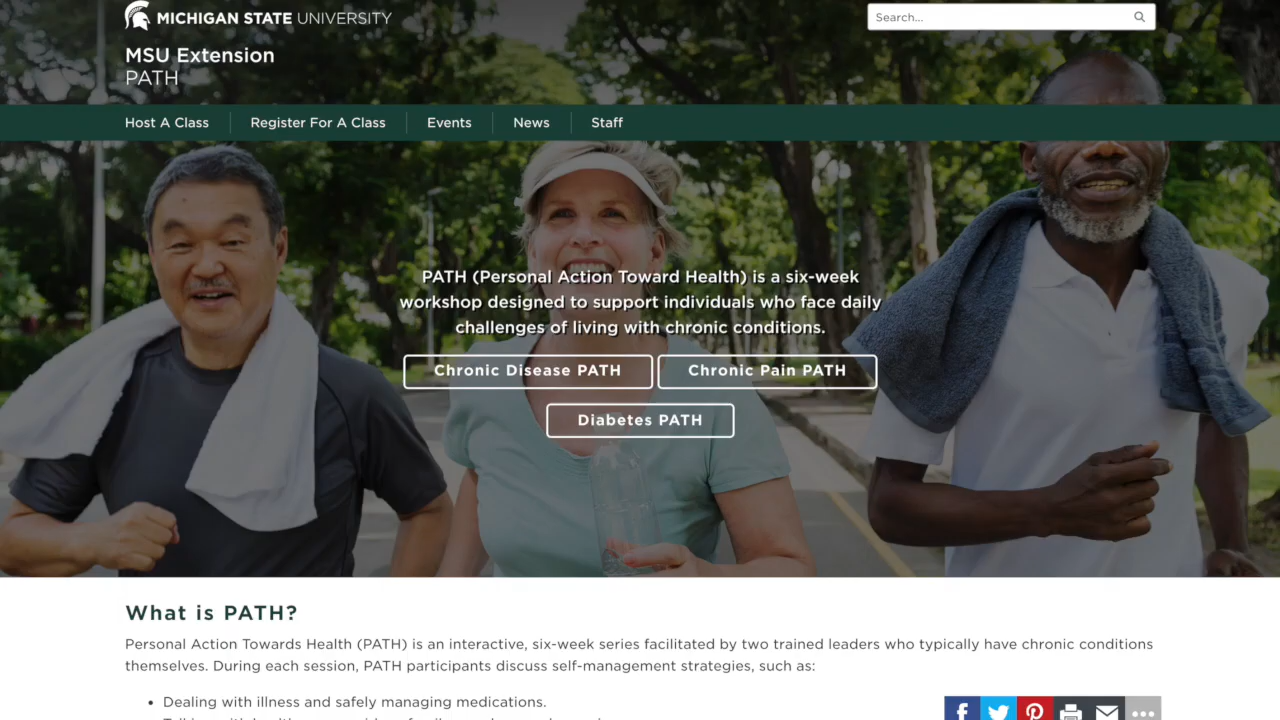 MICHIGAN STATE UNIVERSITY
Search...
MSU Extension
PATH
Host A Class
Register For A Class
Events
News
Staff
PATH (Personal Action Toward Health) is a six-week
workshop designed to support individuals who face daily
challenges of living with chronic conditions.
Chronic Disease PATH
Chronic Pain PATH
Diabetes PATH
What is PATH?
Personal Action Towards Health (PATH) is an interactive, six-week series facilitated by two trained leaders who typically have chronic conditions
themselves. During each session, PATH participants discuss self-management strategies, such as:
• Dealing with illness and safely managing medications.